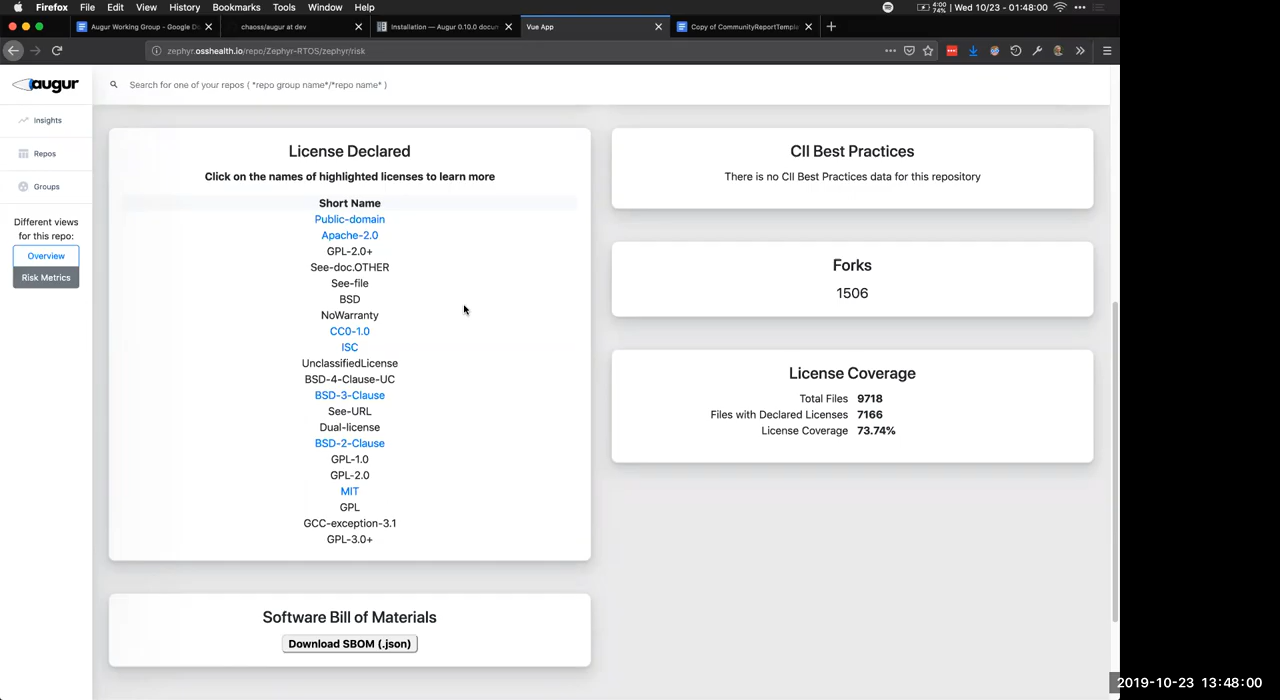 Firefox File Edit View History Bookmarks Tools Window Help
4:00 74% Wed 10/23 - 01:48:00
Augur Working Group - Google D
chaoss/augur at dev
Installation — Augur 0.10.0 docum
Vue App
Copy of CommunityReportTempla
zephyr.osshealth.io/repo/Zephyr-RTOS/zephyr/risk
augur
Search for one of your repos ( *repo group name*/*repo name* )
Insights
Repos
Groups
Different views
for this repo:
Overview
Risk Metrics
License Declared
Click on the names of highlighted licenses to learn more
Short Name
Public-domain
Apache-2.0
GPL-2.0+
See-doc.OTHER
See-file
BSD
NoWarranty
CC0-1.0
ISC
UnclassifiedLicense
BSD-4-Clause-UC
BSD-3-Clause
See-URL
Dual-license
BSD-2-Clause
GPL-1.0
GPL-2.0
MIT
GPL
GCC-exception-3.1
GPL-3.0+
Software Bill of Materials
Download SBOM (.json)
CII Best Practices
There is no CII Best Practices data for this repository
Forks
1506
License Coverage
Total Files 9718
Files with Declared Licenses 7166
License Coverage 73.74%
2019-10-23 13:48:00